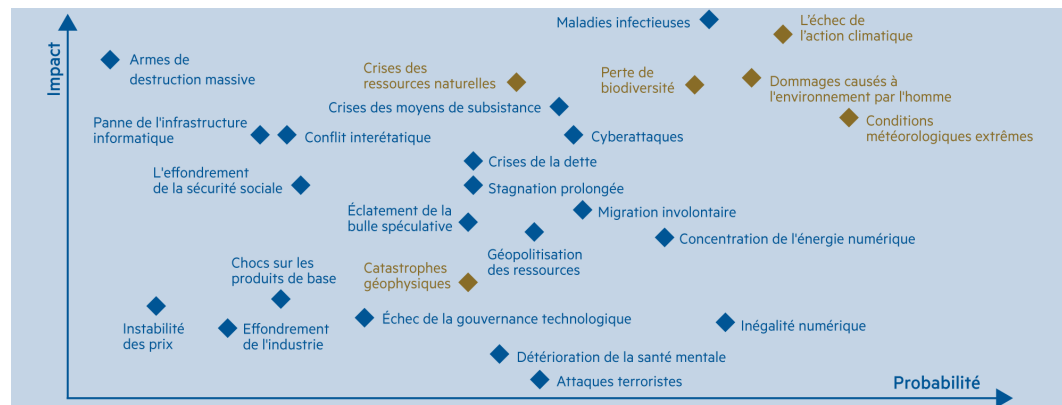 Impact
Maladies infectieuses
L'échec de
l'action climatique
Armes de
destruction massive
Crises des
ressources naturelles
Perte de
biodiversité
Dommages causés à
l'environnement par l'homme
Crises des moyens de subsistance
Conditions
météorologiques extrêmes
Panne de l'infrastructure
informatique
Conflit interétatique
Cyberattaques
Crises de la dette
L'effondrement
de la sécurité sociale
Stagnation prolongée
Éclatement de la
bulle spéculative
Migration involontaire
Concentration de l'énergie numérique
Géopolitisation
des ressources
Chocs sur les
produits de base
Catastrophes
géophysiques
Instabilité
des prix
Effondrement
de l'industrie
Échec de la gouvernance technologique
Inégalité numérique
Détérioration de la santé mentale
Attaques terroristes
Probabilité